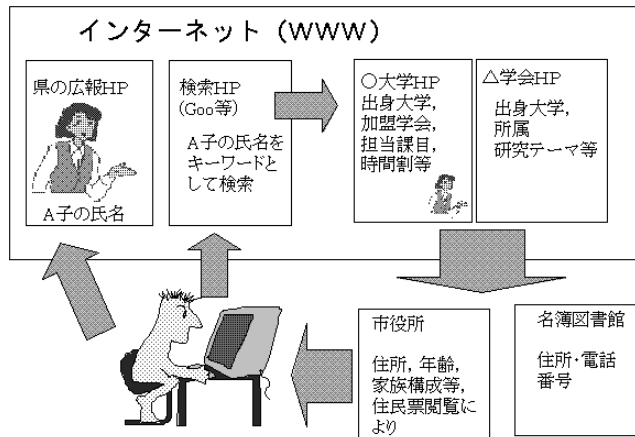 インターネット（WWW）
県の広報HP
A子の氏名
検索HP
(Goo等)
A子の氏名を
キーワードと
して検索
○大学HP
出身大学,
加盟学会,
担当課目,
時間割等
△学会HP
出身大学,
所属
研究テーマ等
市役所
住所, 年齢,
家族構成等,
住民票閲覧に
より
名簿図書館
住所・電話
番号